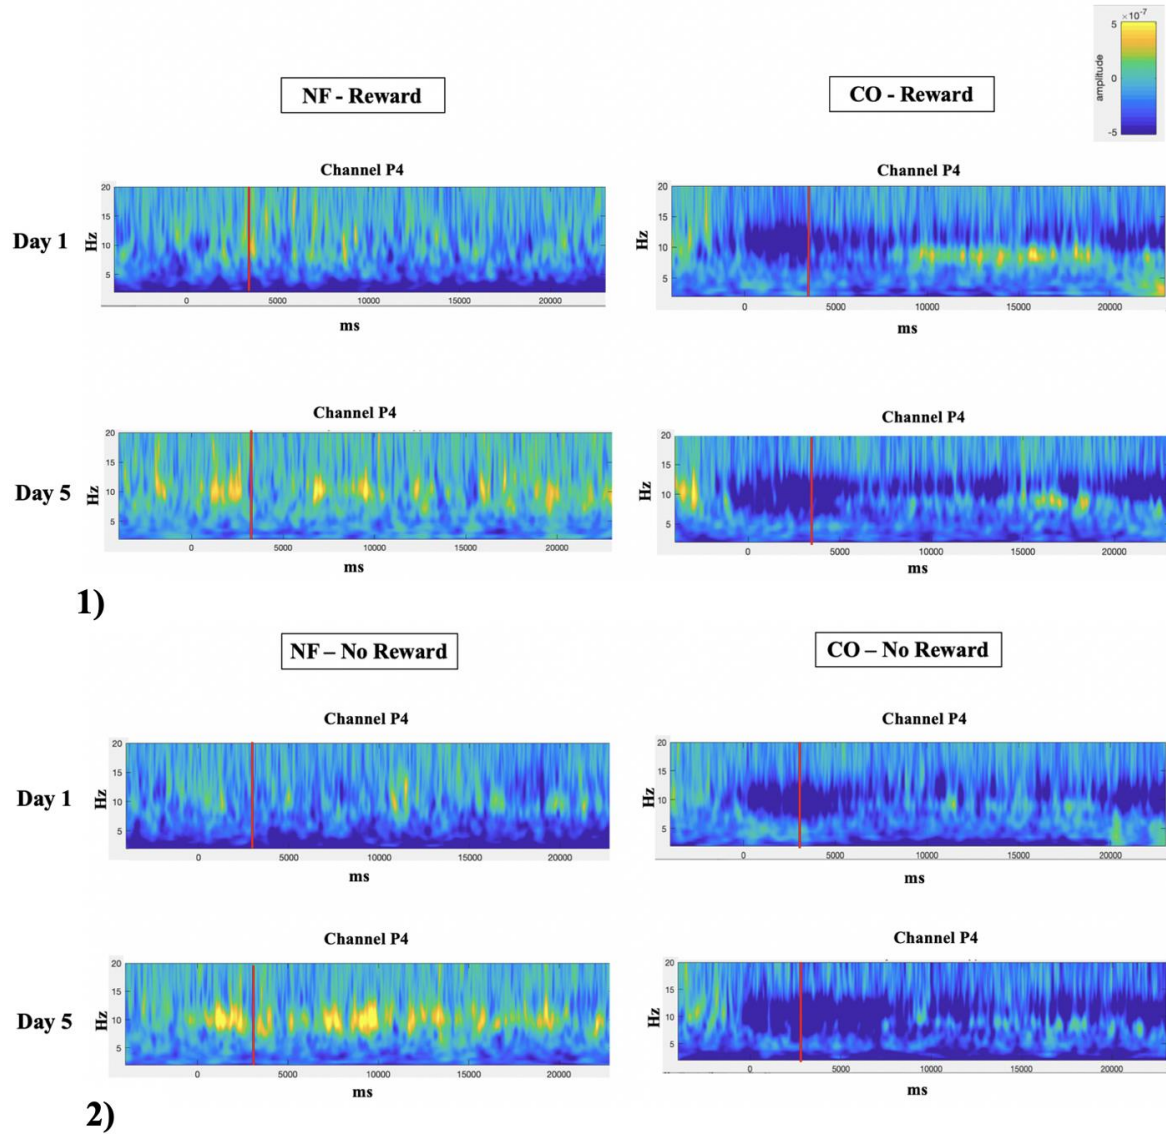 ×10⁻⁷
5
0
-5
amplitude
NF - Reward
CO - Reward
Channel P4
Channel P4
Day 1
Hz
20
15
10
5
0
5000
10000
15000
20000
ms
Hz
20
15
10
5
0
5000
10000
15000
20000
ms
Channel P4
Channel P4
Day 5
Hz
20
15
10
5
0
5000
10000
15000
20000
ms
Hz
20
15
10
5
0
5000
10000
15000
20000
ms
1)
NF – No Reward
CO – No Reward
Channel P4
Channel P4
Day 1
Hz
20
15
10
5
0
5000
10000
15000
20000
ms
Hz
20
15
10
5
0
5000
10000
15000
20000
ms
Channel P4
Channel P4
Day 5
Hz
20
15
10
5
0
5000
10000
15000
20000
ms
Hz
20
15
10
5
0
5000
10000
15000
20000
ms
2)